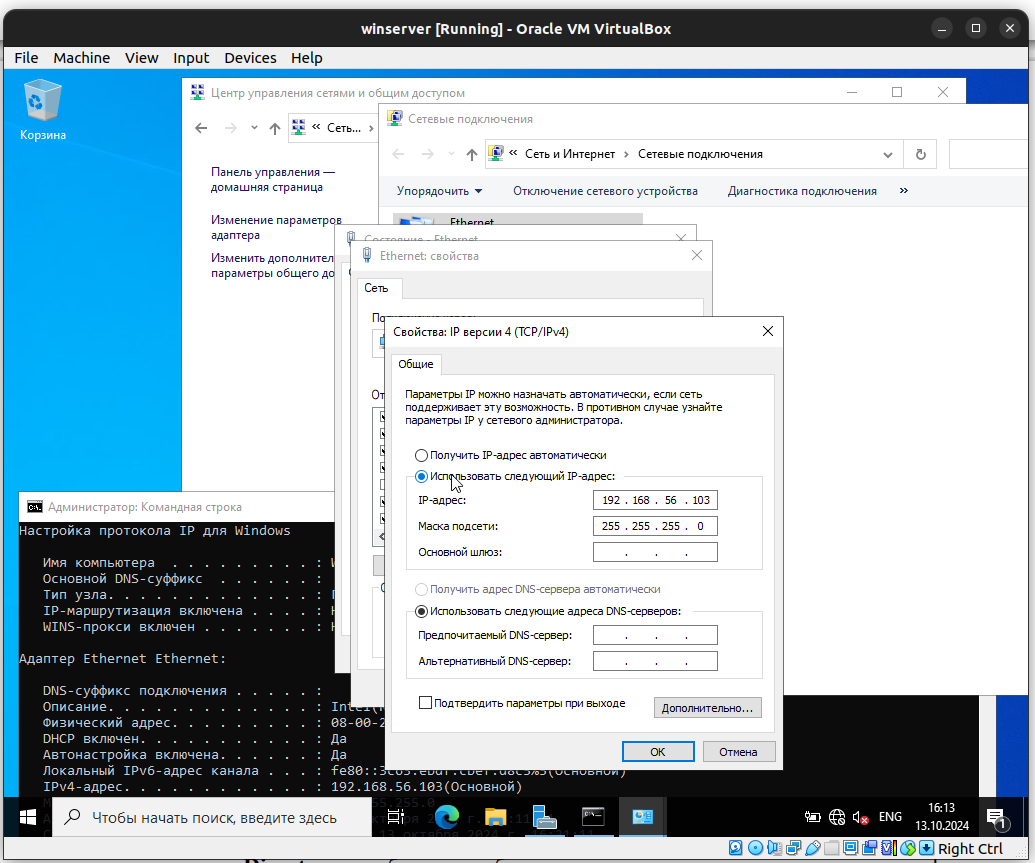 winserver [Running] - Oracle VM VirtualBox
File Machine View Input Devices Help
Корзина
Центр управления сетями и общим доступом
« Сеть... ›
Панель управления —
домашняя страница
Изменение параметров
адаптера
Изменить дополнител
параметры общего до
Сетевые подключения
« Сеть и Интернет › Сетевые подключения
Упорядочить Отключение сетевого устройства Диагностика подключения »
Ethernet
Состояние - Ethernet
Ethernet: свойства
Сеть
От
Свойства: IP версии 4 (TCP/IPv4)
Общие
Параметры IP можно назначать автоматически, если сеть
поддерживает эту возможность. В противном случае узнайте
параметры IP у сетевого администратора.
Получить IP-адрес автоматически
Использовать следующий IP-адрес:
IP-адрес: 192 . 168 . 56 . 103
Маска подсети: 255 . 255 . 255 . 0
Основной шлюз: . . .
Получить адрес DNS-сервера автоматически
Использовать следующие адреса DNS-серверов:
Предпочитаемый DNS-сервер: . . .
Альтернативный DNS-сервер: . . .
Подтвердить параметры при выходе
Дополнительно...
OK Отмена
Администратор: Командная строка
Настройка протокола IP для Windows
Имя компьютера . . . . . . . . . :
Основной DNS-суффикс . . . . . . :
Тип узла. . . . . . . . . . . . . :
IP-маршрутизация включена . . . . :
WINS-прокси включен . . . . . . . :
Адаптер Ethernet Ethernet:
DNS-суффикс подключения . . . . . :
Описание. . . . . . . . . . . . . : Intel(
Физический адрес. . . . . . . . . : 08-00-2
DHCP включен. . . . . . . . . . . : Да
Автонастройка включена. . . . . . : Да
Локальный IPv6-адрес канала . . . : (Основной)
IPv4-адрес. . . . . . . . . . . . : 192.168.56.103(Основной)
Чтобы начать поиск, введите здесь
ENG
16:13
13.10.2024
1
Right Ctrl